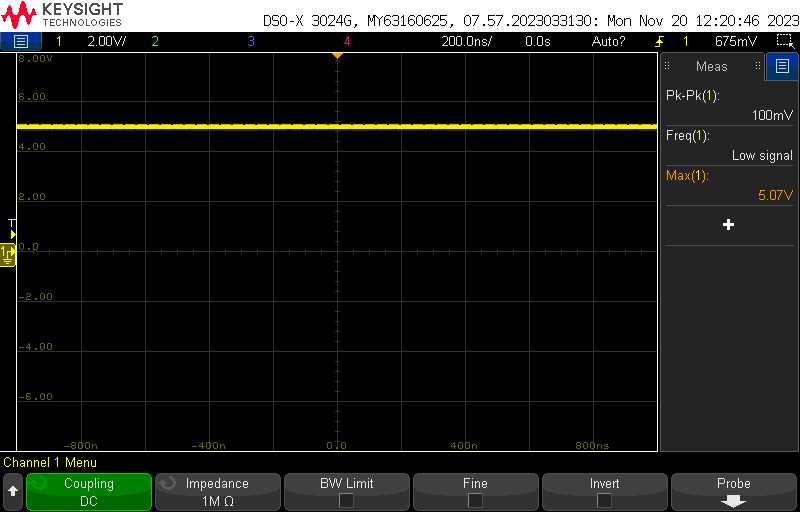 KEYSIGHT
TECHNOLOGIES
DSO-X 3024G, MY63160625, 07.57.2023033130: Mon Nov 20 12:20:46 2023
1 2.00V/ 2 3 4 200.0ns/ 0.0s Auto? 1 675mV
8.00V
6.00
4.00
2.00
0.0
-2.00
-4.00
-6.00
T
1
-800n -400n 0.0 400n 800ns
Meas
Pk-Pk(1):
100mV
Freq(1):
Low signal
Max(1):
5.07V
+
Channel 1 Menu
Coupling
DC
Impedance
1M Ω
BW Limit
Fine
Invert
Probe